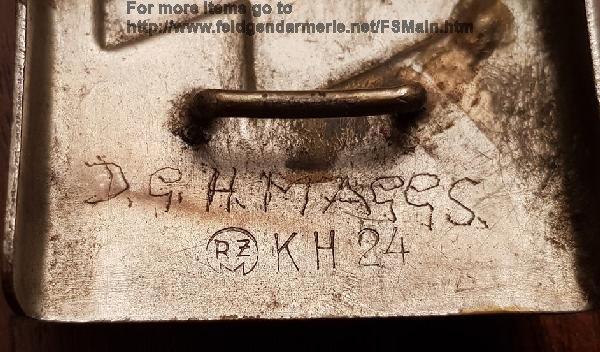 For more items go to
http://www.feldgendarmerie.net/FSMain.htm
D.G.H.MAGGS.
RZM KH 24